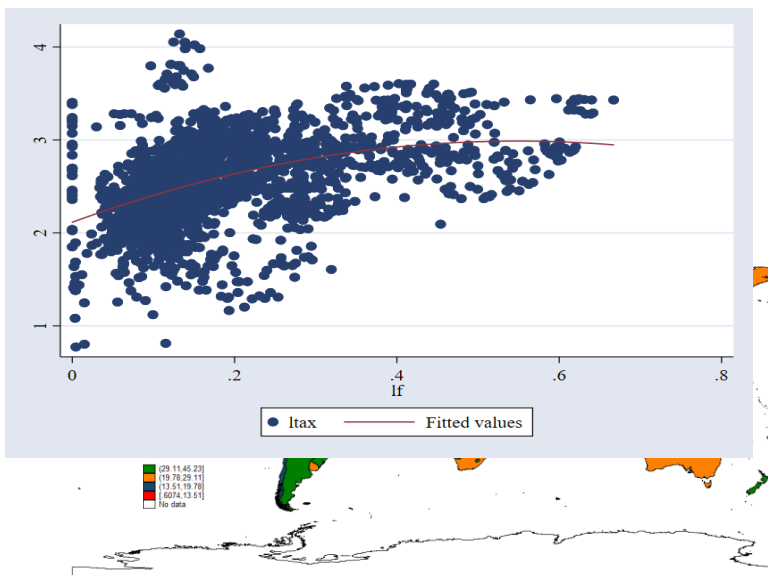 4
3
2
1
0 .2 .4 .6 .8
lf
ltax Fitted values
(29.11,45.23]
(19.78,29.11]
(13.51,19.78]
[.6074,13.51]
No data